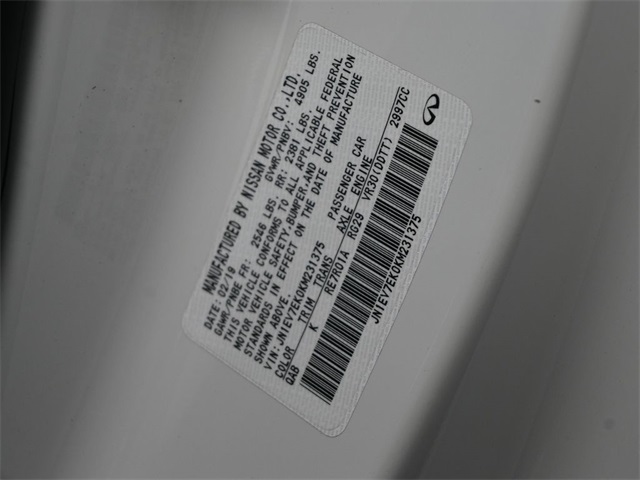 MANUFACTURED BY NISSAN MOTOR CO.,LTD.
DATE: 02/19 GVWR/PNBV: 4905 LBS.
GAWR/PNBE FR: 2546 LBS. RR: 2381 LBS.
THIS VEHICLE CONFORMS TO ALL APPLICABLE FEDERAL
MOTOR VEHICLE SAFETY,BUMPER,AND THEFT PREVENTION
STANDARDS IN EFFECT ON THE DATE OF MANUFACTURE
SHOWN ABOVE.
VIN: JN1EV7EK0KM231375 PASSENGER CAR
COLOR TRIM TRANS AXLE ENGINE
QAB K RE7R01A RG29 VR30(DDTT) 2997CC
JN1EV7EK0KM231375